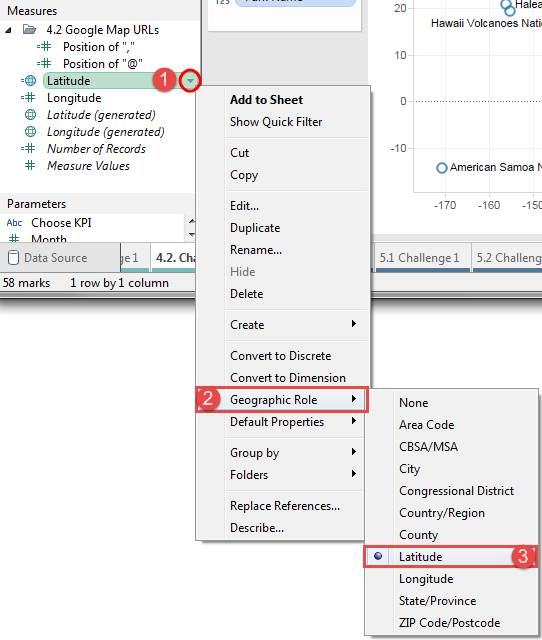 Measures
4.2 Google Map URLs
Position of ","
Position of "@"
1
Latitude
Longitude
Latitude (generated)
Longitude (generated)
Number of Records
Measure Values
Parameters
Abc Choose KPI
Month
Data Source
ge 1
4.2. Cha
5.1 Challenge 1
5.2 Challeng
58 marks
1 row by 1 column
123
Halea
20
Hawaii Volcanoes Nati
10
0
-10
American Samoa N
-170
-160
-150
Add to Sheet
Show Quick Filter
Cut
Copy
Edit...
Duplicate
Rename...
Hide
Delete
Create
Convert to Discrete
Convert to Dimension
2 Geographic Role
Default Properties
Group by
Folders
Replace References...
Describe...
None
Area Code
CBSA/MSA
City
Congressional District
Country/Region
County
Latitude 3
Longitude
State/Province
ZIP Code/Postcode